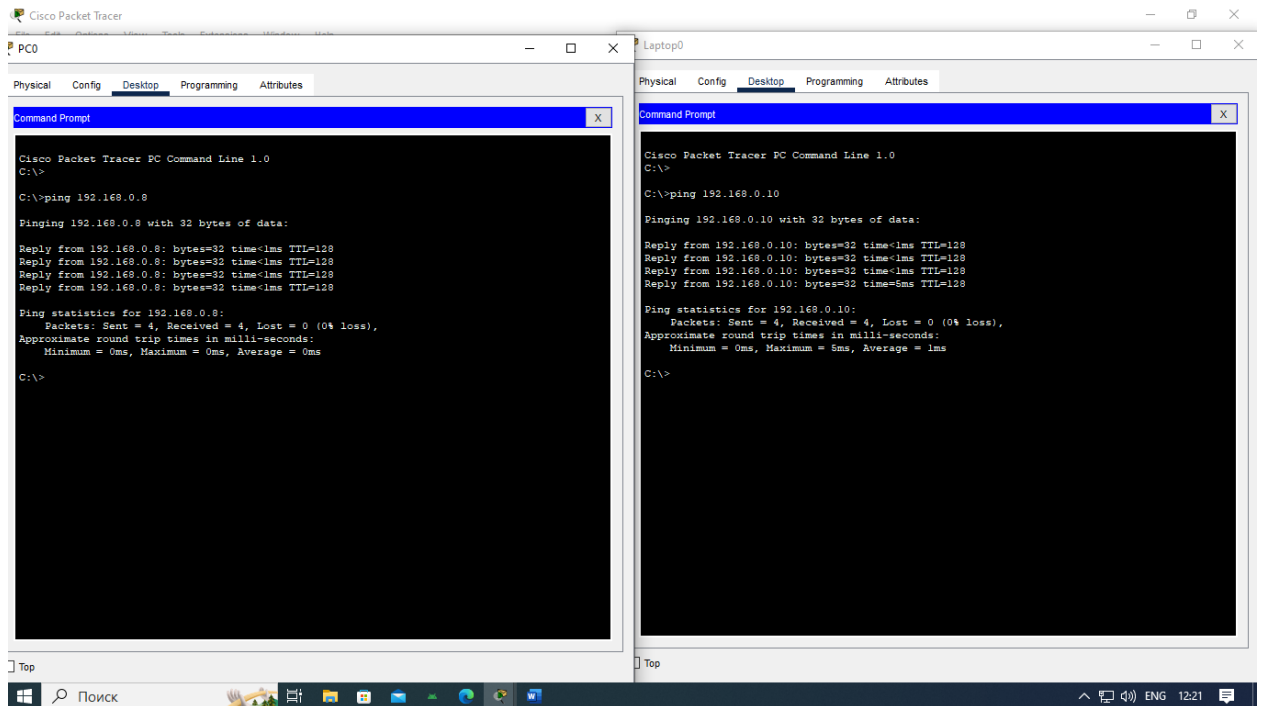 Cisco Packet Tracer
PC0
Physical Config Desktop Programming Attributes
Command Prompt
X
Cisco Packet Tracer PC Command Line 1.0
C:\>
C:\>ping 192.168.0.8
Pinging 192.168.0.8 with 32 bytes of data:
Reply from 192.168.0.8: bytes=32 time<1ms TTL=128
Reply from 192.168.0.8: bytes=32 time<1ms TTL=128
Reply from 192.168.0.8: bytes=32 time<1ms TTL=128
Reply from 192.168.0.8: bytes=32 time<1ms TTL=128
Ping statistics for 192.168.0.8:
Packets: Sent = 4, Received = 4, Lost = 0 (0% loss),
Approximate round trip times in milli-seconds:
Minimum = 0ms, Maximum = 0ms, Average = 0ms
C:\>
Top
Laptop0
Physical Config Desktop Programming Attributes
Command Prompt
X
Cisco Packet Tracer PC Command Line 1.0
C:\>
C:\>ping 192.168.0.10
Pinging 192.168.0.10 with 32 bytes of data:
Reply from 192.168.0.10: bytes=32 time<1ms TTL=128
Reply from 192.168.0.10: bytes=32 time<1ms TTL=128
Reply from 192.168.0.10: bytes=32 time<1ms TTL=128
Reply from 192.168.0.10: bytes=32 time=5ms TTL=128
Ping statistics for 192.168.0.10:
Packets: Sent = 4, Received = 4, Lost = 0 (0% loss),
Approximate round trip times in milli-seconds:
Minimum = 0ms, Maximum = 5ms, Average = 1ms
C:\>
Top
Поиск
ENG 12:21